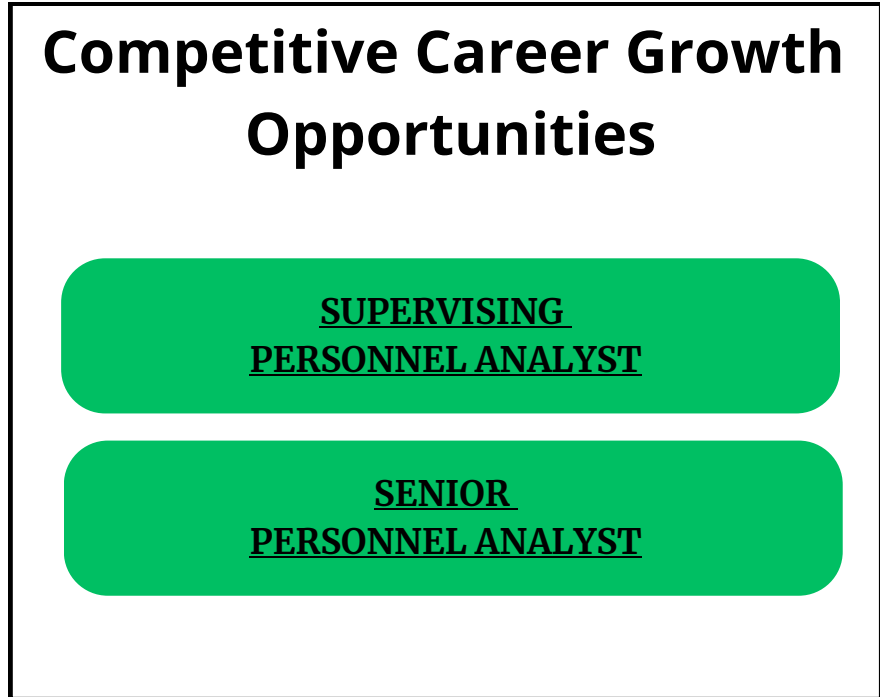 Competitive Career Growth
Opportunities
SUPERVISING
PERSONNEL ANALYST
SENIOR
PERSONNEL ANALYST